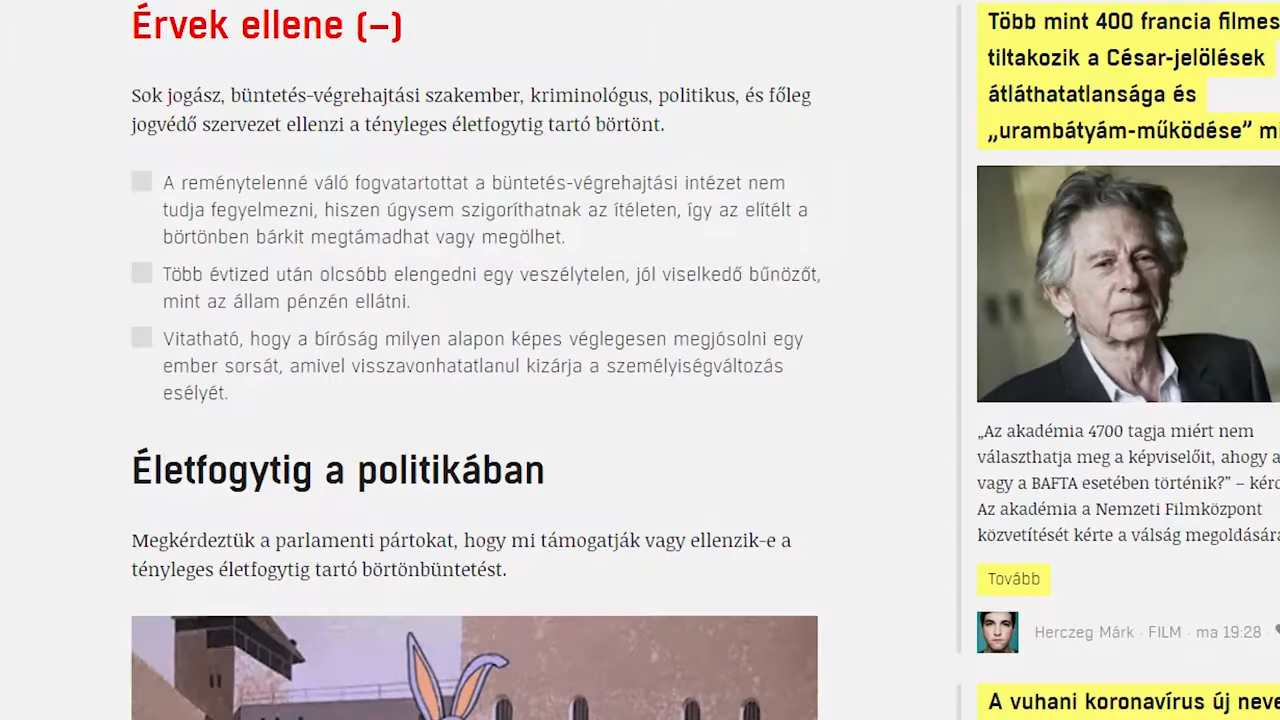 Érvek ellene (–)
Sok jogász, büntetés-végrehajtási szakember, kriminológus, politikus, és főleg
jogvédő szervezet ellenzi a tényleges életfogytig tartó börtönt.
A reménytelenné váló fogvatartottat a büntetés-végrehajtási intézet nem
tudja fegyelmezni, hiszen úgysem szigoríthatnak az ítéleten, így az elítélt a
börtönben bárkit megtámadhat vagy megölhet.
Több évtized után olcsóbb elengedni egy veszélytelen, jól viselkedő bűnözőt,
mint az állam pénzén ellátni.
Vitatható, hogy a bíróság milyen alapon képes véglegesen megjósolni egy
ember sorsát, amivel visszavonhatatlanul kizárja a személyiségváltozás
esélyét.
Életfogytig a politikában
Megkérdeztük a parlamenti pártokat, hogy mi támogatják vagy ellenzik-e a
tényleges életfogytig tartó börtönbüntetést.
Több mint 400 francia filmes
tiltakozik a César-jelölések
átláthatatlansága és
„urambátyám-működése” mi
„Az akadémia 4700 tagja miért nem
választhatja meg a képviselőit, ahogy a
vagy a BAFTA esetében történik?” – kérd
Az akadémia a Nemzeti Filmközpont
közvetítését kérte a válság megoldására
Tovább
Herczeg Márk · FILM · ma 19:28 ·
A vuhani koronavírus új neve